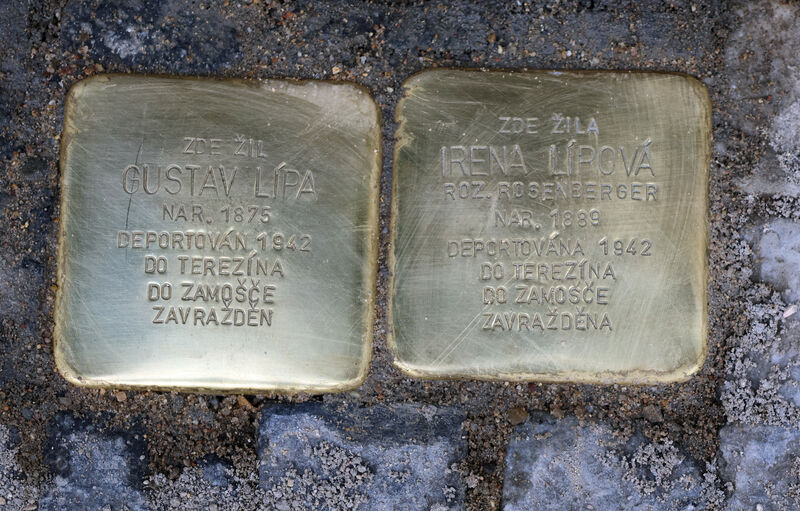 ZDE ŽIL
GUSTAV LÍPA
NAR. 1875
DEPORTOVÁN 1942
DO TEREZÍNA
DO ZAMOŠČE
ZAVRAŽDĚN
ZDE ŽILA
IRENA LÍPOVÁ
ROZ. ROSENBERGER
NAR. 1889
DEPORTOVÁNA 1942
DO TEREZÍNA
DO ZAMOŠČE
ZAVRAŽDĚNA